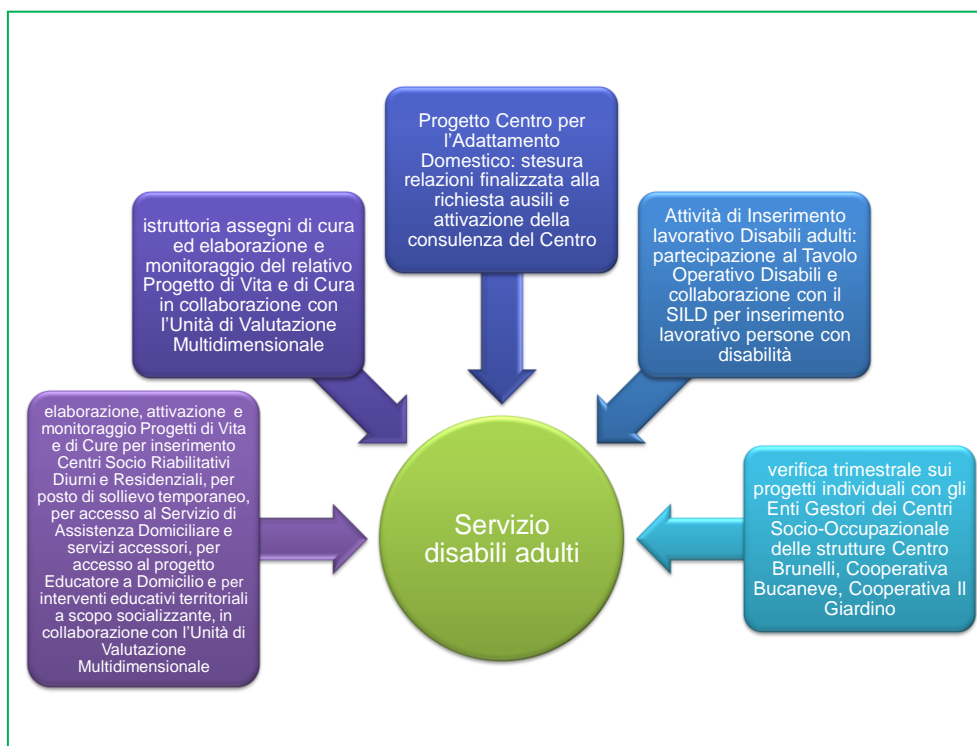 Progetto Centro per
l'Adattamento
Domestico: stesura
relazioni finalizzata alla
richiesta ausili e
attivazione della
consulenza del Centro
istruttoria assegni di cura
ed elaborazione e
monitoraggio del relativo
Progetto di Vita e di Cura
in collaborazione con
l'Unità di Valutazione
Multidimensionale
Attività di Inserimento
lavorativo Disabili adulti:
partecipazione al Tavolo
Operativo Disabili e
collaborazione con il
SILD per inserimento
lavorativo persone con
disabilità
elaborazione, attivazione e
monitoraggio Progetti di Vita
e di Cure per inserimento
Centri Socio Riabilitativi
Diurni e Residenziali, per
posto di sollievo temporaneo,
per accesso al Servizio di
Assistenza Domiciliare e
servizi accessori, per
accesso al progetto
Educatore a Domicilio e per
interventi educativi territoriali
a scopo socializzante, in
collaborazione con l'Unità di
Valutazione
Multidimensionale
Servizio
disabili adulti
verifica trimestrale sui
progetti individuali con gli
Enti Gestori dei Centri
Socio-Occupazionale
delle strutture Centro
Brunelli, Cooperativa
Bucaneve, Cooperativa Il
Giardino